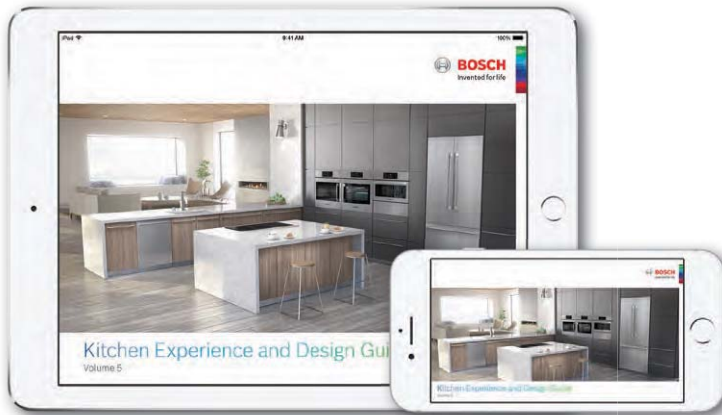 iPad
9:41 AM
100%
BOSCH
Invented for life
Kitchen Experience and Design Gui
Volume 5
BOSCH
Kitchen Experience and Design Guide